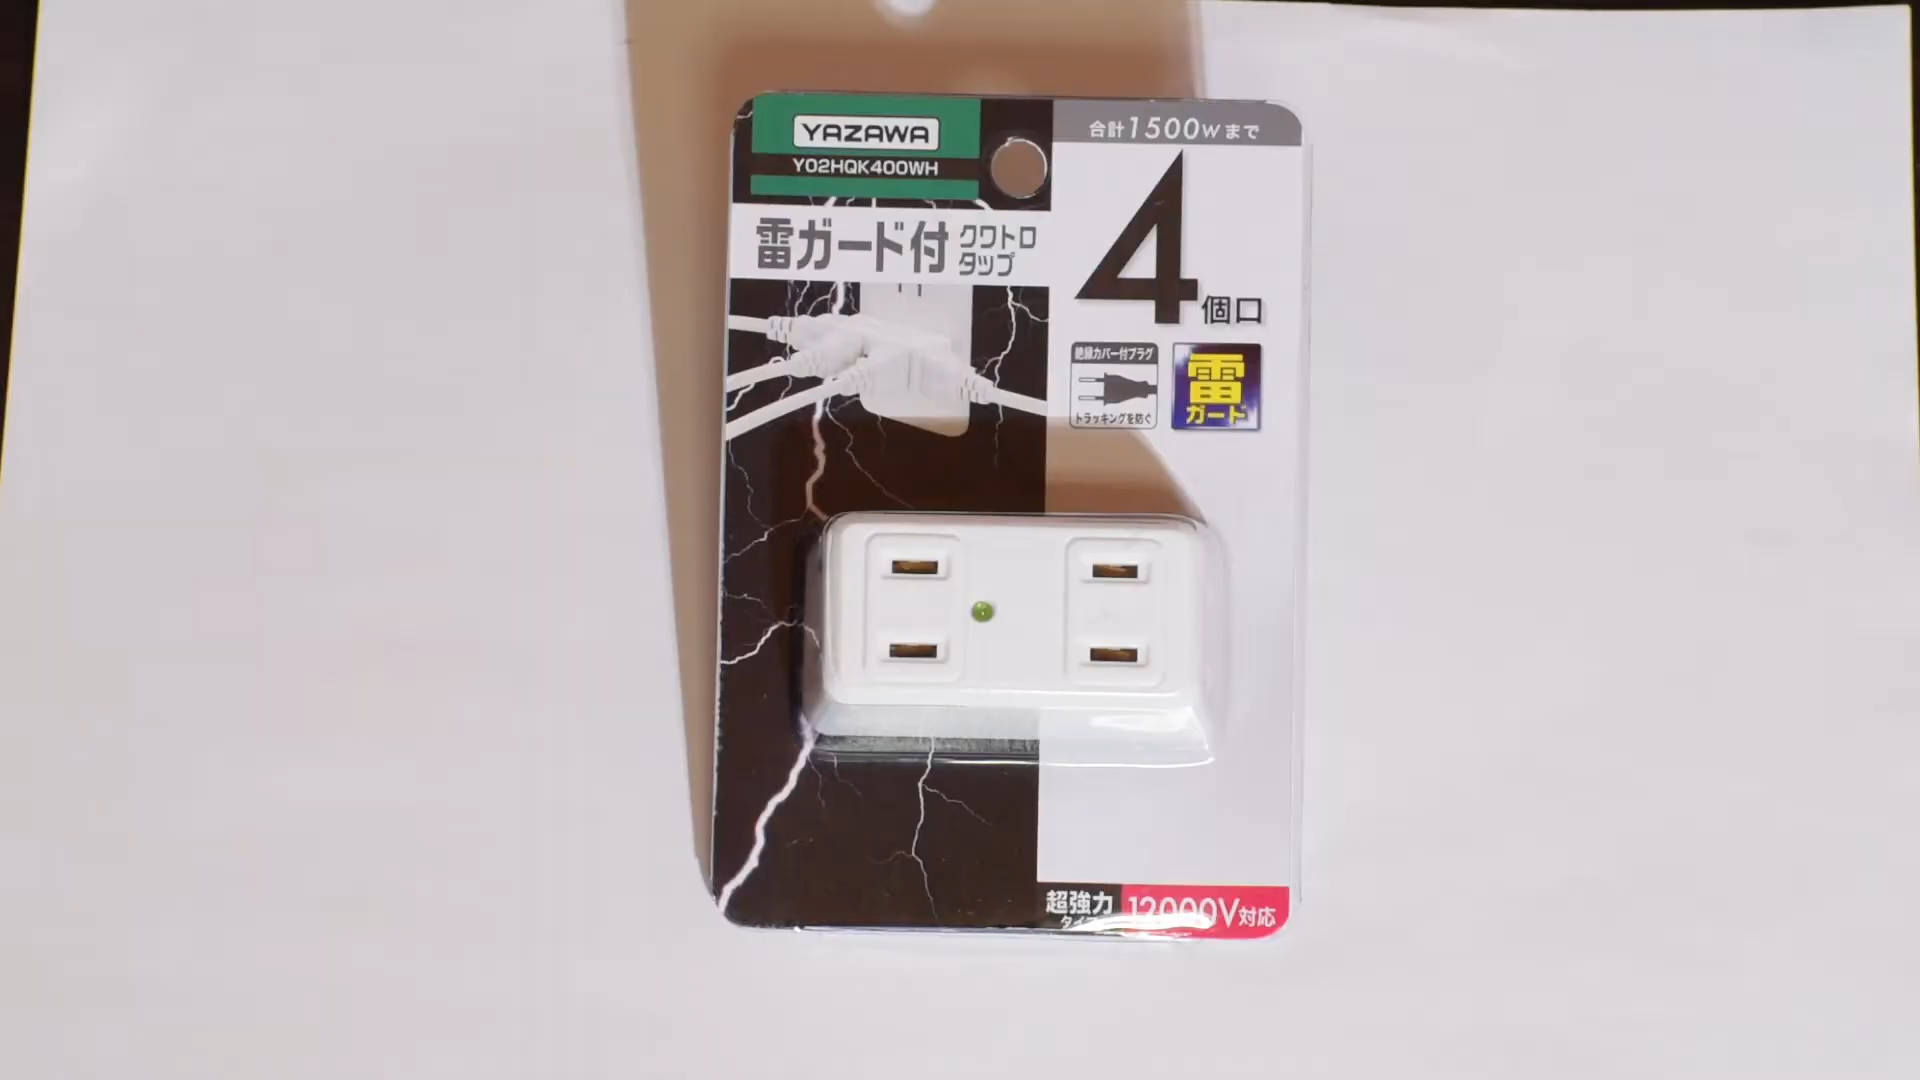 YAZAWA
Y02HQK400WH
雷ガード付
クワトロ
タップ
合計1500Wまで
4個口
絶縁カバー付プラグ
トラッキングを防ぐ
雷
ガード
超強力
タイプ
12000V対応